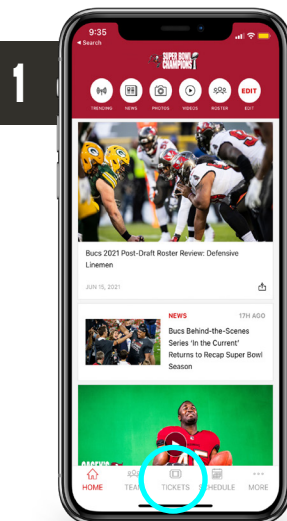 1
9:35
Search
SUPER BOWL
CHAMPIONS
EDIT
TRENDING NEWS PHOTOS VIDEOS ROSTER EDIT
Bucs 2021 Post-Draft Roster Review: Defensive
Linemen
JUN 15, 2021
NEWS 17H AGO
Bucs Behind-the-Scenes
Series 'In the Current'
Returns to Recap Super Bowl
Season
HOME TEAM TICKETS SCHEDULE MORE